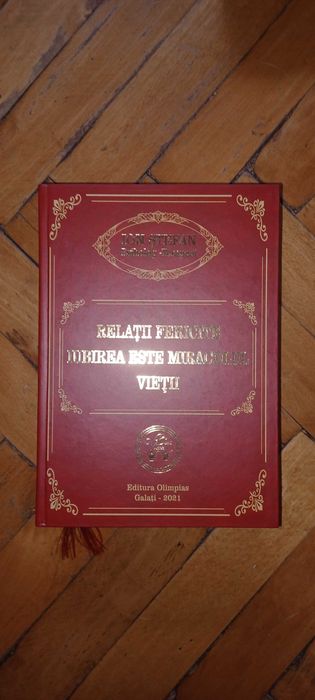 ION ȘTEFAN
RELAȚII FERICITE
IUBIREA ESTE MIRACOLUL
VIEȚII
Editura Olimpias
Galați - 2021